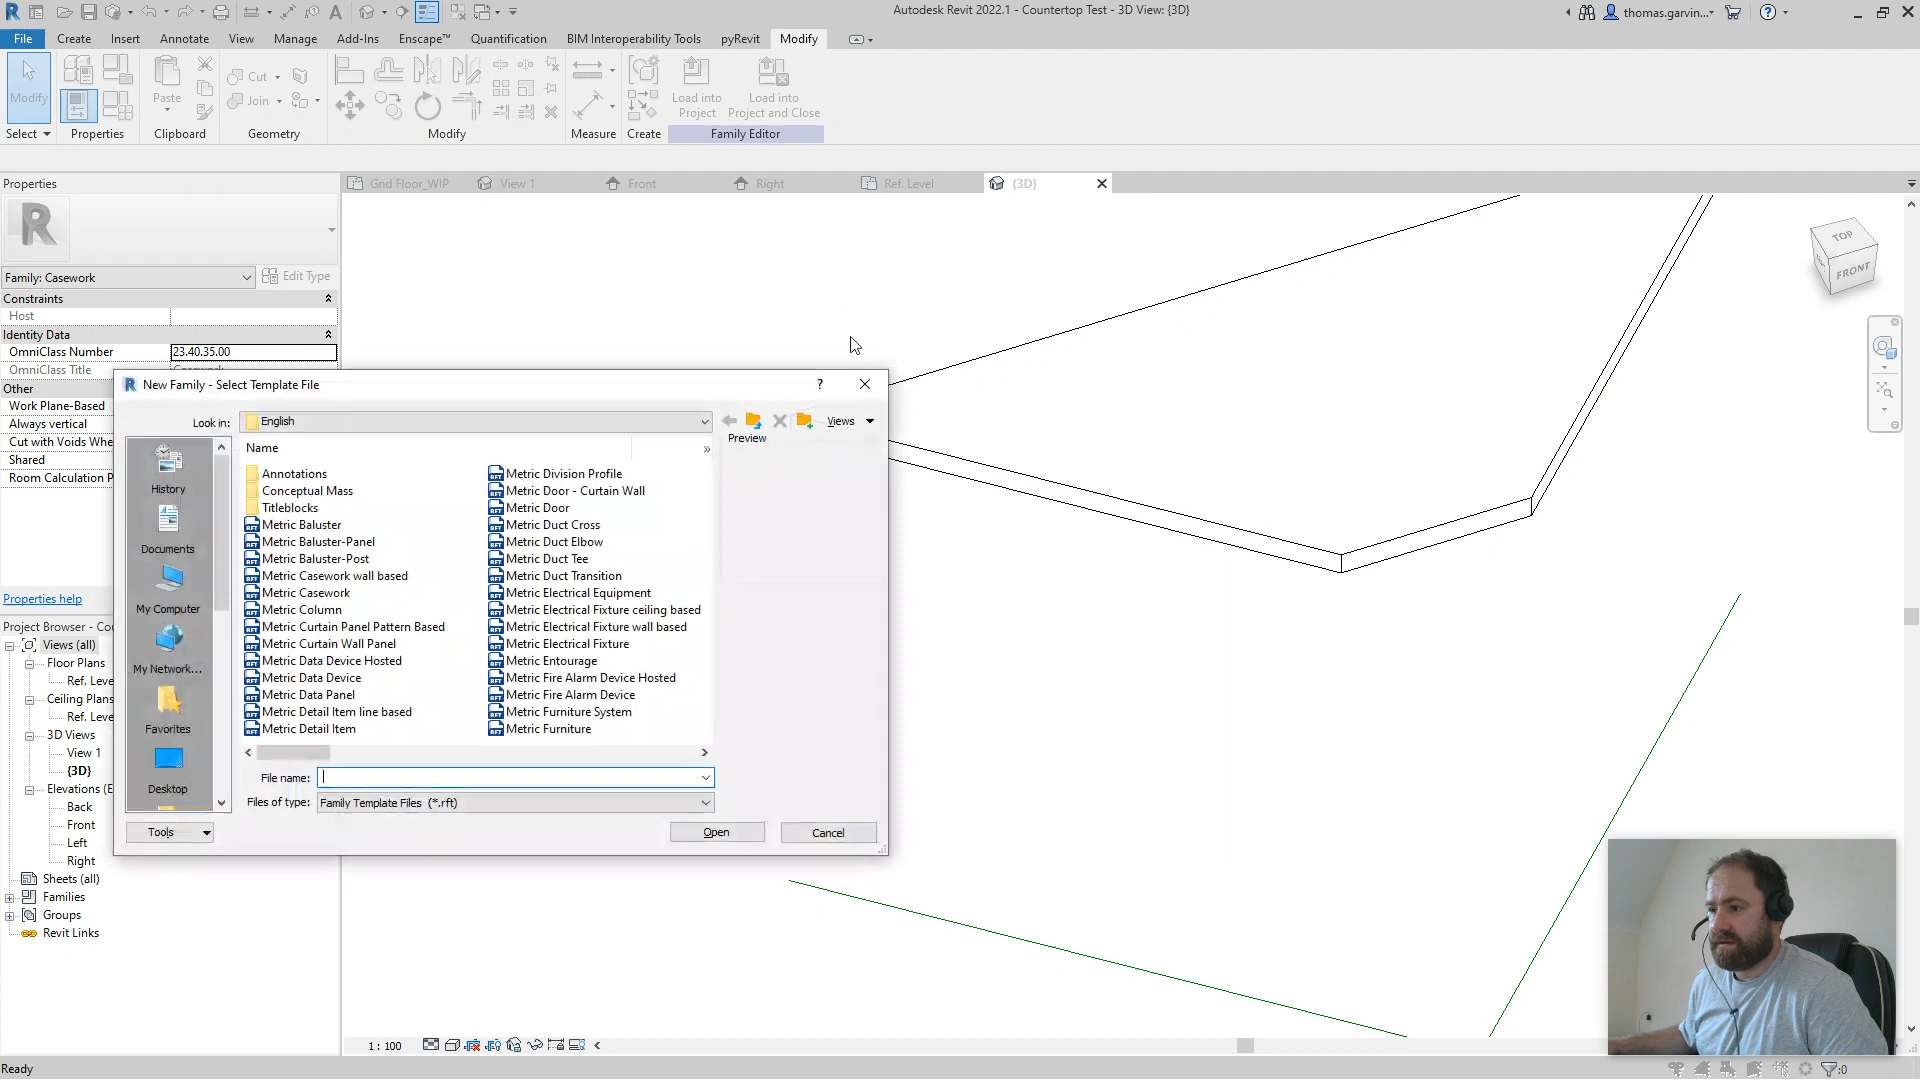 Autodesk Revit 2022.1 - Countertop Test - 3D View: {3D}
thomas.garvin...
File Create Insert Annotate View Manage Add-Ins Enscape™ Quantification BIM Interoperability Tools pyRevit Modify
Modify
Paste
Cut
Join
Load into Project
Load into Project and Close
Select Properties Clipboard Geometry Modify Measure Create Family Editor
Properties
Gnd Floor_WIP View 1 Front Right Ref. Level {3D}
Family: Casework Edit Type
Constraints
Host
Identity Data
OmniClass Number 23.40.35.00
OmniClass Title
Other
Work Plane-Based
Always vertical
Cut with Voids Whe
Shared
Room Calculation P
Properties help
Project Browser - Cou
Views (all)
Floor Plans
Ref. Leve
Ceiling Plans
Ref. Leve
3D Views
View 1
{3D}
Elevations (E
Back
Front
Left
Right
Sheets (all)
Families
Groups
Revit Links
New Family - Select Template File
Look in: English
Views
Preview
Name
History
Documents
My Computer
My Network...
Favorites
Desktop
Annotations
Conceptual Mass
Titleblocks
Metric Baluster
Metric Baluster-Panel
Metric Baluster-Post
Metric Casework wall based
Metric Casework
Metric Column
Metric Curtain Panel Pattern Based
Metric Curtain Wall Panel
Metric Data Device Hosted
Metric Data Device
Metric Data Panel
Metric Detail Item line based
Metric Detail Item
Metric Division Profile
Metric Door - Curtain Wall
Metric Door
Metric Duct Cross
Metric Duct Elbow
Metric Duct Tee
Metric Duct Transition
Metric Electrical Equipment
Metric Electrical Fixture ceiling based
Metric Electrical Fixture wall based
Metric Electrical Fixture
Metric Entourage
Metric Fire Alarm Device Hosted
Metric Fire Alarm Device
Metric Furniture System
Metric Furniture
File name:
Files of type: Family Template Files (*.rft)
Tools Open Cancel
TOP
FRONT
1 : 100
Ready
:0